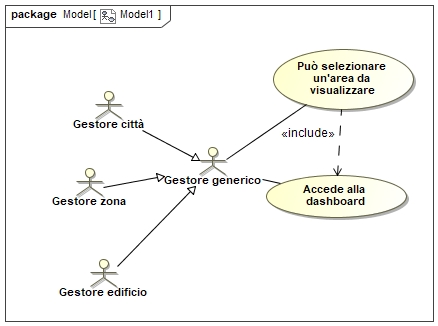 package Model [ Model1 ]
Può selezionare
un'area da
visualizzare
Gestore città
«include»
Gestore generico
Gestore zona
Accede alla
dashboard
Gestore edificio